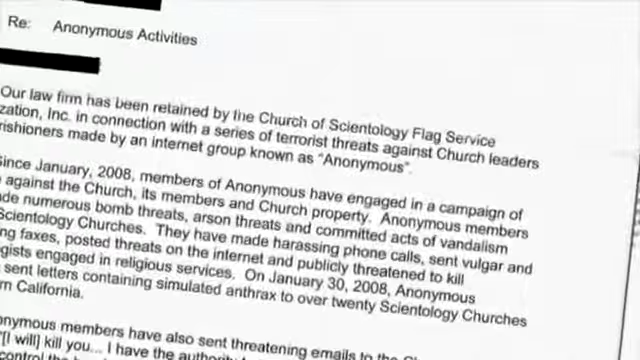 Re: Anonymous Activities
Our law firm has been retained by the Church of Scientology Flag Service
zation, Inc. in connection with a series of terrorist threats against Church leaders
rishioners made by an internet group known as "Anonymous".
Since January, 2008, members of Anonymous have engaged in a campaign of
against the Church, its members and Church property. Anonymous members
de numerous bomb threats, arson threats and committed acts of vandalism
Scientology Churches. They have made harassing phone calls, sent vulgar and
ng faxes, posted threats on the internet and publicly threatened to kill
gists engaged in religious services. On January 30, 2008, Anonymous
sent letters containing simulated anthrax to over twenty Scientology Churches
rn California.
nymous members have also sent threatening emails to the
"[I will] kill you... I have the
control the